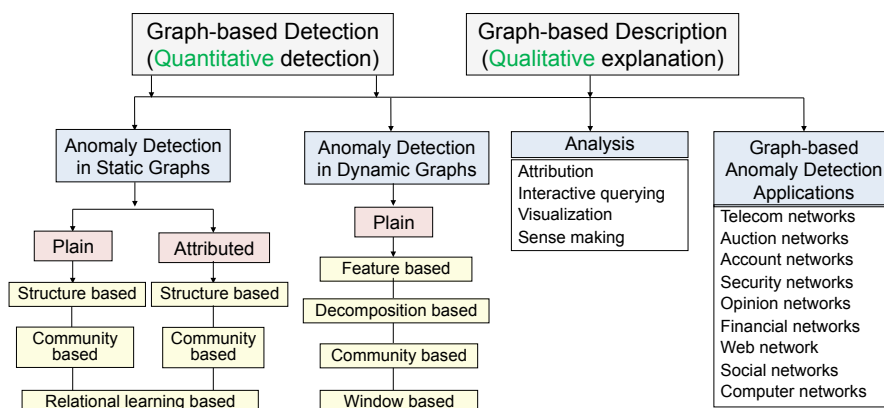 Graph-based Detection
(Quantitative detection)
Graph-based Description
(Qualitative explanation)
Anomaly Detection
in Static Graphs
Anomaly Detection
in Dynamic Graphs
Analysis
Attribution
Interactive querying
Visualization
Sense making
Graph-based
Anomaly Detection
Applications
Telecom networks
Auction networks
Account networks
Security networks
Opinion networks
Financial networks
Web network
Social networks
Computer networks
Plain
Attributed
Plain
Structure based
Structure based
Community
based
Community
based
Relational learning based
Feature based
Decomposition based
Community based
Window based